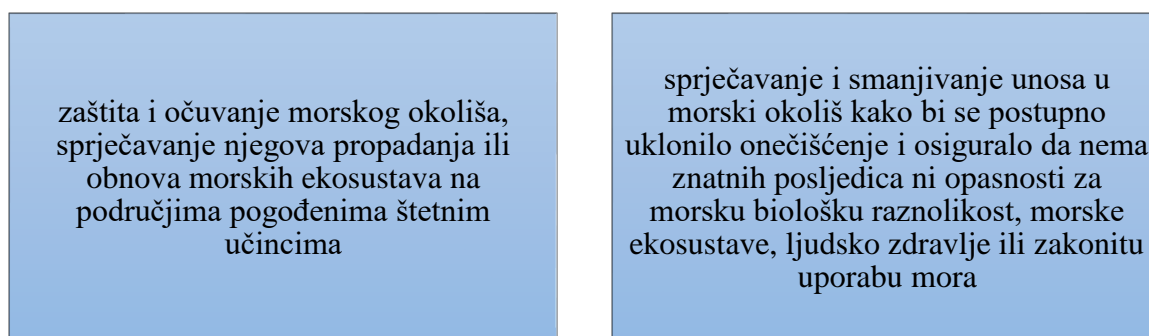 zaštita i očuvanje morskog okoliša,
sprječavanje njegova propadanja ili
obnova morskih ekosustava na
područjima pogođenima štetnim
učincima
sprječavanje i smanjivanje unosa u
morski okoliš kako bi se postupno
uklonilo onečišćenje i osiguralo da nema
znatnih posljedica ni opasnosti za
morsku biološku raznolikost, morske
ekosustave, ljudsko zdravlje ili zakonitu
uporabu mora